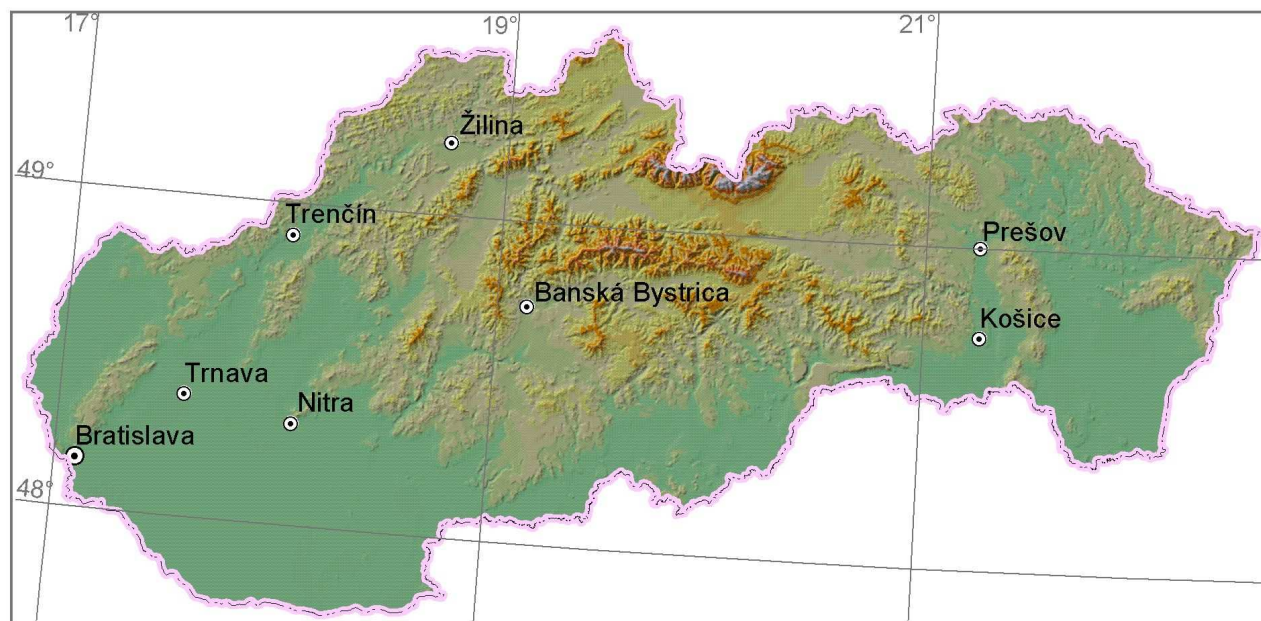 17°
19°
21°
Žilina
49°
Trenčín
Prešov
Banská Bystrica
Košice
Trnava
Nitra
Bratislava
48°